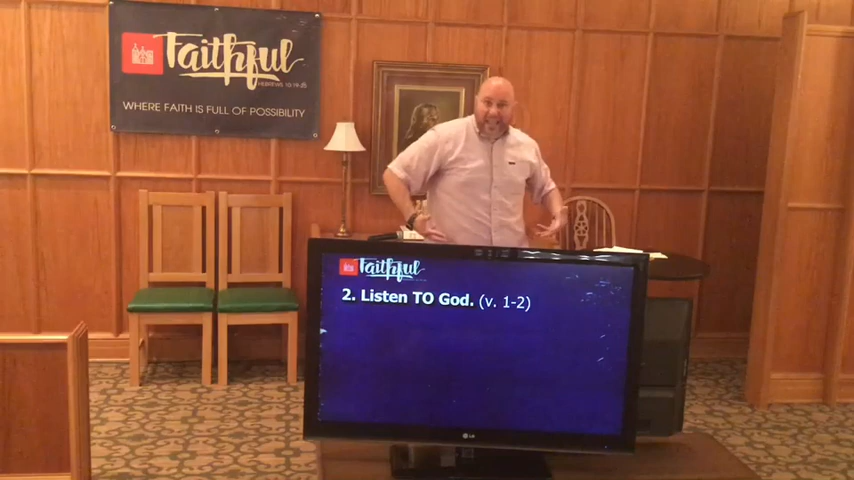 Faithful
HEBREWS 10:19-25
WHERE FAITH IS FULL OF POSSIBILITY
Faithful
2. Listen TO God. (v. 1-2)
LG